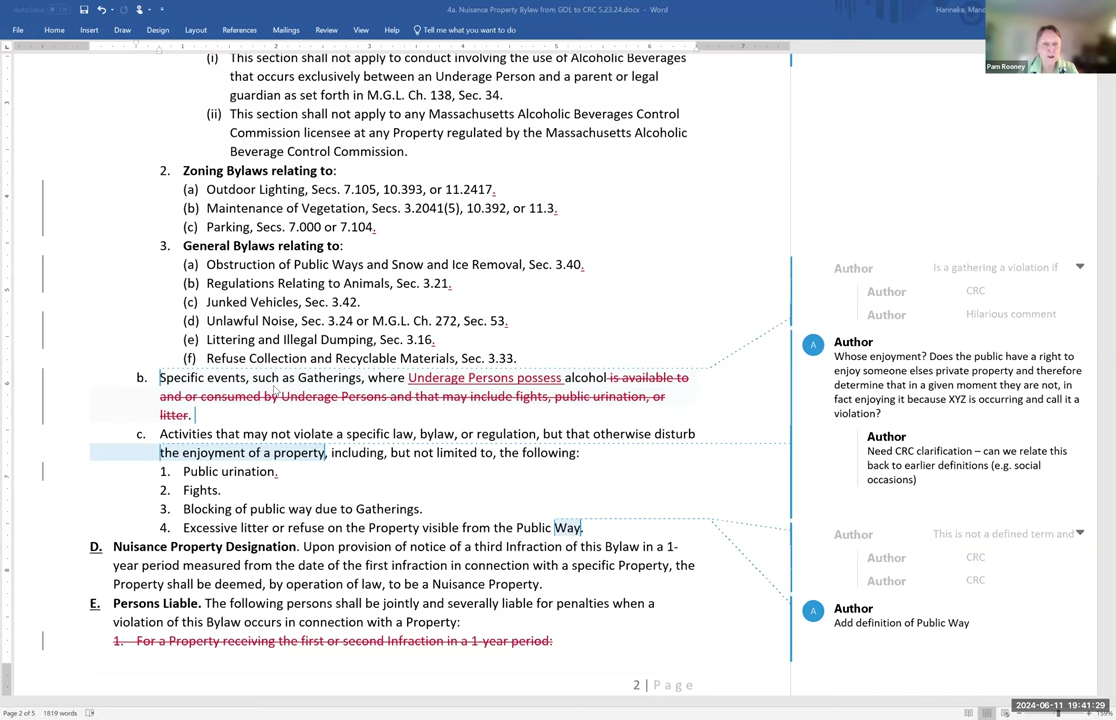 AutoSave
4a. Nuisance Property Bylaw from GOL to CRC 5.23.24.docx - Word
Hanneke, Manc
File Home Insert Draw Design Layout References Mailings Review View Help Tell me what you want to do
Pam Rooney
(i) This section shall not apply to conduct involving the use of Alcoholic Beverages
that occurs exclusively between an Underage Person and a parent or legal
guardian as set forth in M.G.L. Ch. 138, Sec. 34.
(ii) This section shall not apply to any Massachusetts Alcoholic Beverages Control
Commission licensee at any Property regulated by the Massachusetts Alcoholic
Beverage Control Commission.
2. Zoning Bylaws relating to:
(a) Outdoor Lighting, Secs. 7.105, 10.393, or 11.2417.
(b) Maintenance of Vegetation, Secs. 3.2041(5), 10.392, or 11.3.
(c) Parking, Secs. 7.000 or 7.104.
3. General Bylaws relating to:
(a) Obstruction of Public Ways and Snow and Ice Removal, Sec. 3.40.
(b) Regulations Relating to Animals, Sec. 3.21.
(c) Junked Vehicles, Sec. 3.42.
(d) Unlawful Noise, Sec. 3.24 or M.G.L. Ch. 272, Sec. 53.
(e) Littering and Illegal Dumping, Sec. 3.16.
(f) Refuse Collection and Recyclable Materials, Sec. 3.33.
b. Specific events, such as Gatherings, where Underage Persons possess alcohol is available to
and or consumed by Underage Persons and that may include fights, public urination, or
litter.
c. Activities that may not violate a specific law, bylaw, or regulation, but that otherwise disturb
the enjoyment of a property, including, but not limited to, the following:
1. Public urination.
2. Fights.
3. Blocking of public way due to Gatherings.
4. Excessive litter or refuse on the Property visible from the Public Way.
D. Nuisance Property Designation. Upon provision of notice of a third Infraction of this Bylaw in a 1-
year period measured from the date of the first infraction in connection with a specific Property, the
Property shall be deemed, by operation of law, to be a Nuisance Property.
E. Persons Liable. The following persons shall be jointly and severally liable for penalties when a
violation of this Bylaw occurs in connection with a Property:
1. For a Property receiving the first or second Infraction in a 1-year period:
2 | Page
Author Is a gathering a violation if
Author CRC
Author Hilarious comment
A Author
Whose enjoyment? Does the public have a right to
enjoy someone elses private property and therefore
determine that in a given moment they are not, in
fact enjoying it because XYZ is occurring and call it a
violation?
Author
Need CRC clarification – can we relate this
back to earlier definitions (e.g. social
occasions)
Author This is not a defined term and
Author CRC
Author CRC
A Author
Add definition of Public Way
Page 2 of 5 1819 words
2024-06-11 19:41:29